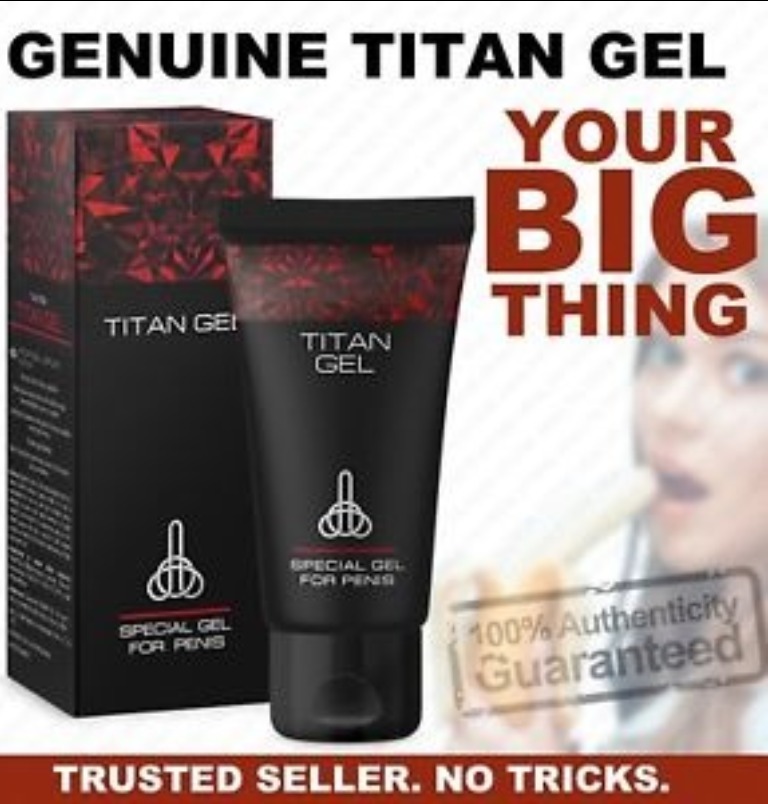 GENUINE TITAN GEL
YOUR
BIG
THING
TITAN GEL
SPECIAL GEL
FOR PENIS
TITAN
GEL
SPECIAL GEL
FOR PENIS
100% Authenticity
Guaranteed
TRUSTED SELLER. NO TRICKS.